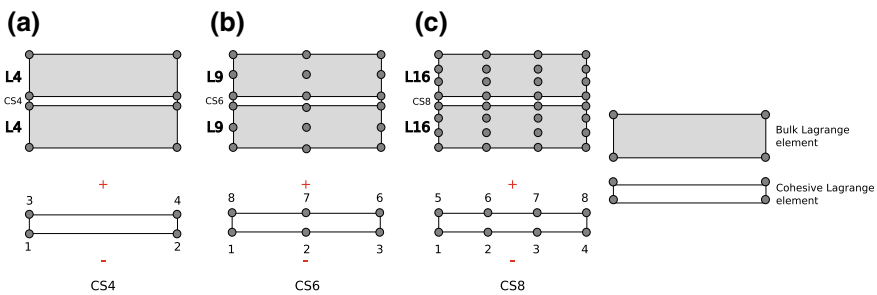 (a)
(b)
(c)
L4
CS4
L4
L9
CS6
L9
L16
CS8
L16
Bulk Lagrange
element
Cohesive Lagrange
element
+
3 4
1 2
-
CS4
+
8 7 6
1 2 3
-
CS6
+
5 6 7 8
1 2 3 4
-
CS8